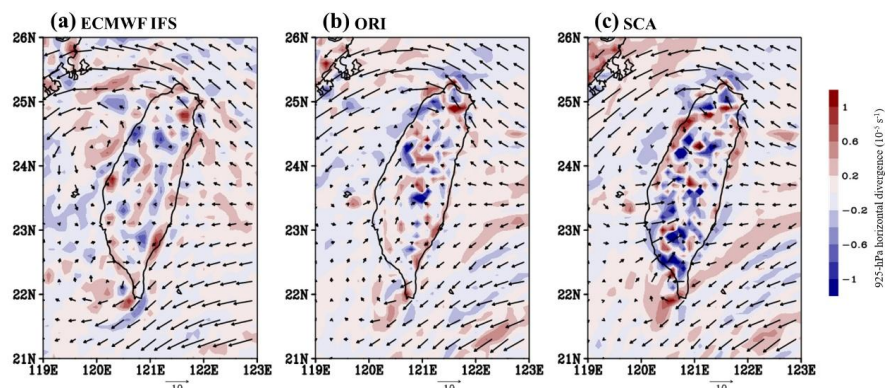 (a) ECMWF IFS (b) ORI (c) SCA
26N 26N 26N
25N 25N 25N
24N 24N 24N
23N 23N 23N
22N 22N 22N
21N 21N 21N
119E 120E 121E 122E 123E 119E 120E 121E 122E 123E 119E 120E 121E 122E 123E
10 10 10
1
0.6
0.2
−0.2
−0.6
−1
925-hPa horizontal divergence (10⁻⁵ s⁻¹)